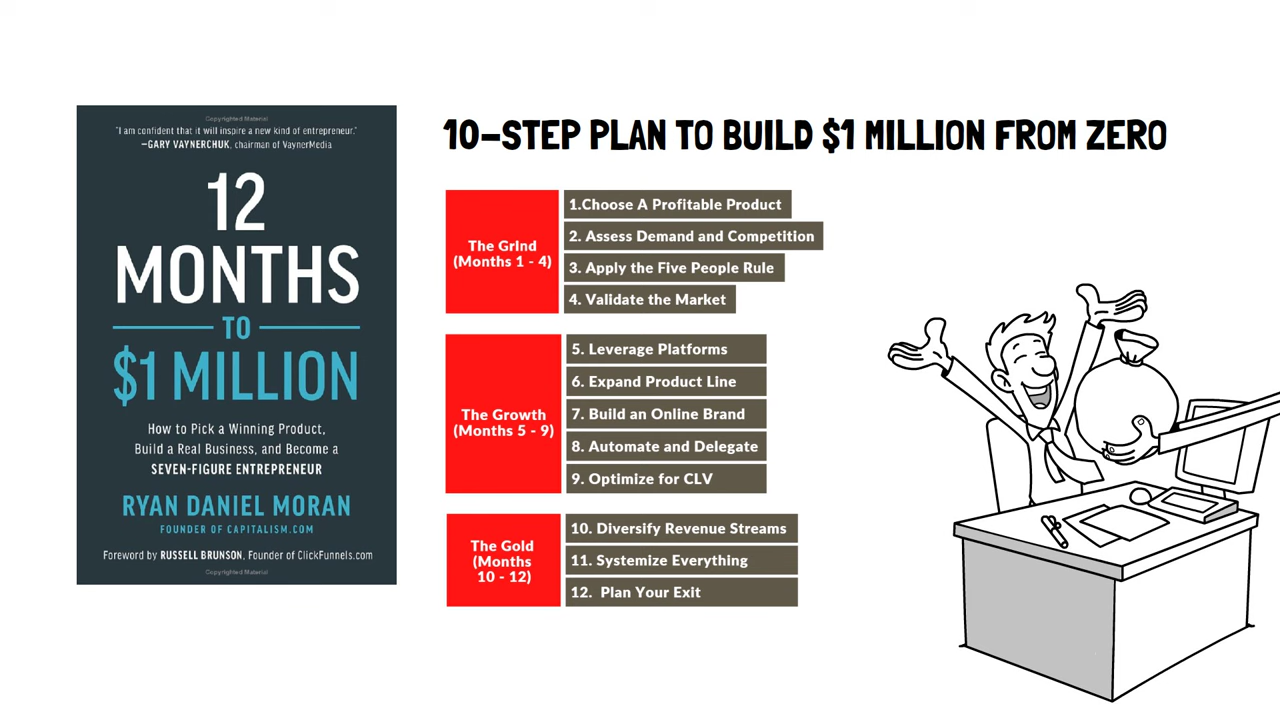 Copyrighted Material
"I am confident that it will inspire a new kind of entrepreneur."
—GARY VAYNERCHUK, chairman of VaynerMedia
12
MONTHS
TO
$1 MILLION
How to Pick a Winning Product,
Build a Real Business, and Become a
SEVEN-FIGURE ENTREPRENEUR
RYAN DANIEL MORAN
FOUNDER OF CAPITALISM.COM
Foreword by RUSSELL BRUNSON, Founder of ClickFunnels.com
Copyrighted Material
10-STEP PLAN TO BUILD $1 MILLION FROM ZERO
The GrInd
(Months 1 - 4)
1.Choose A Profitable Product
2. Assess Demand and Competition
3. Apply the Five People Rule
4. Validate the Market
The Growth
(Months 5 - 9)
5. Leverage Platforms
6. Expand Product Line
7. Build an Online Brand
8. Automate and Delegate
9. Optimize for CLV
The Gold
(Months
10 - 12)
10. Diversify Revenue Streams
11. Systemize Everything
12. Plan Your Exit